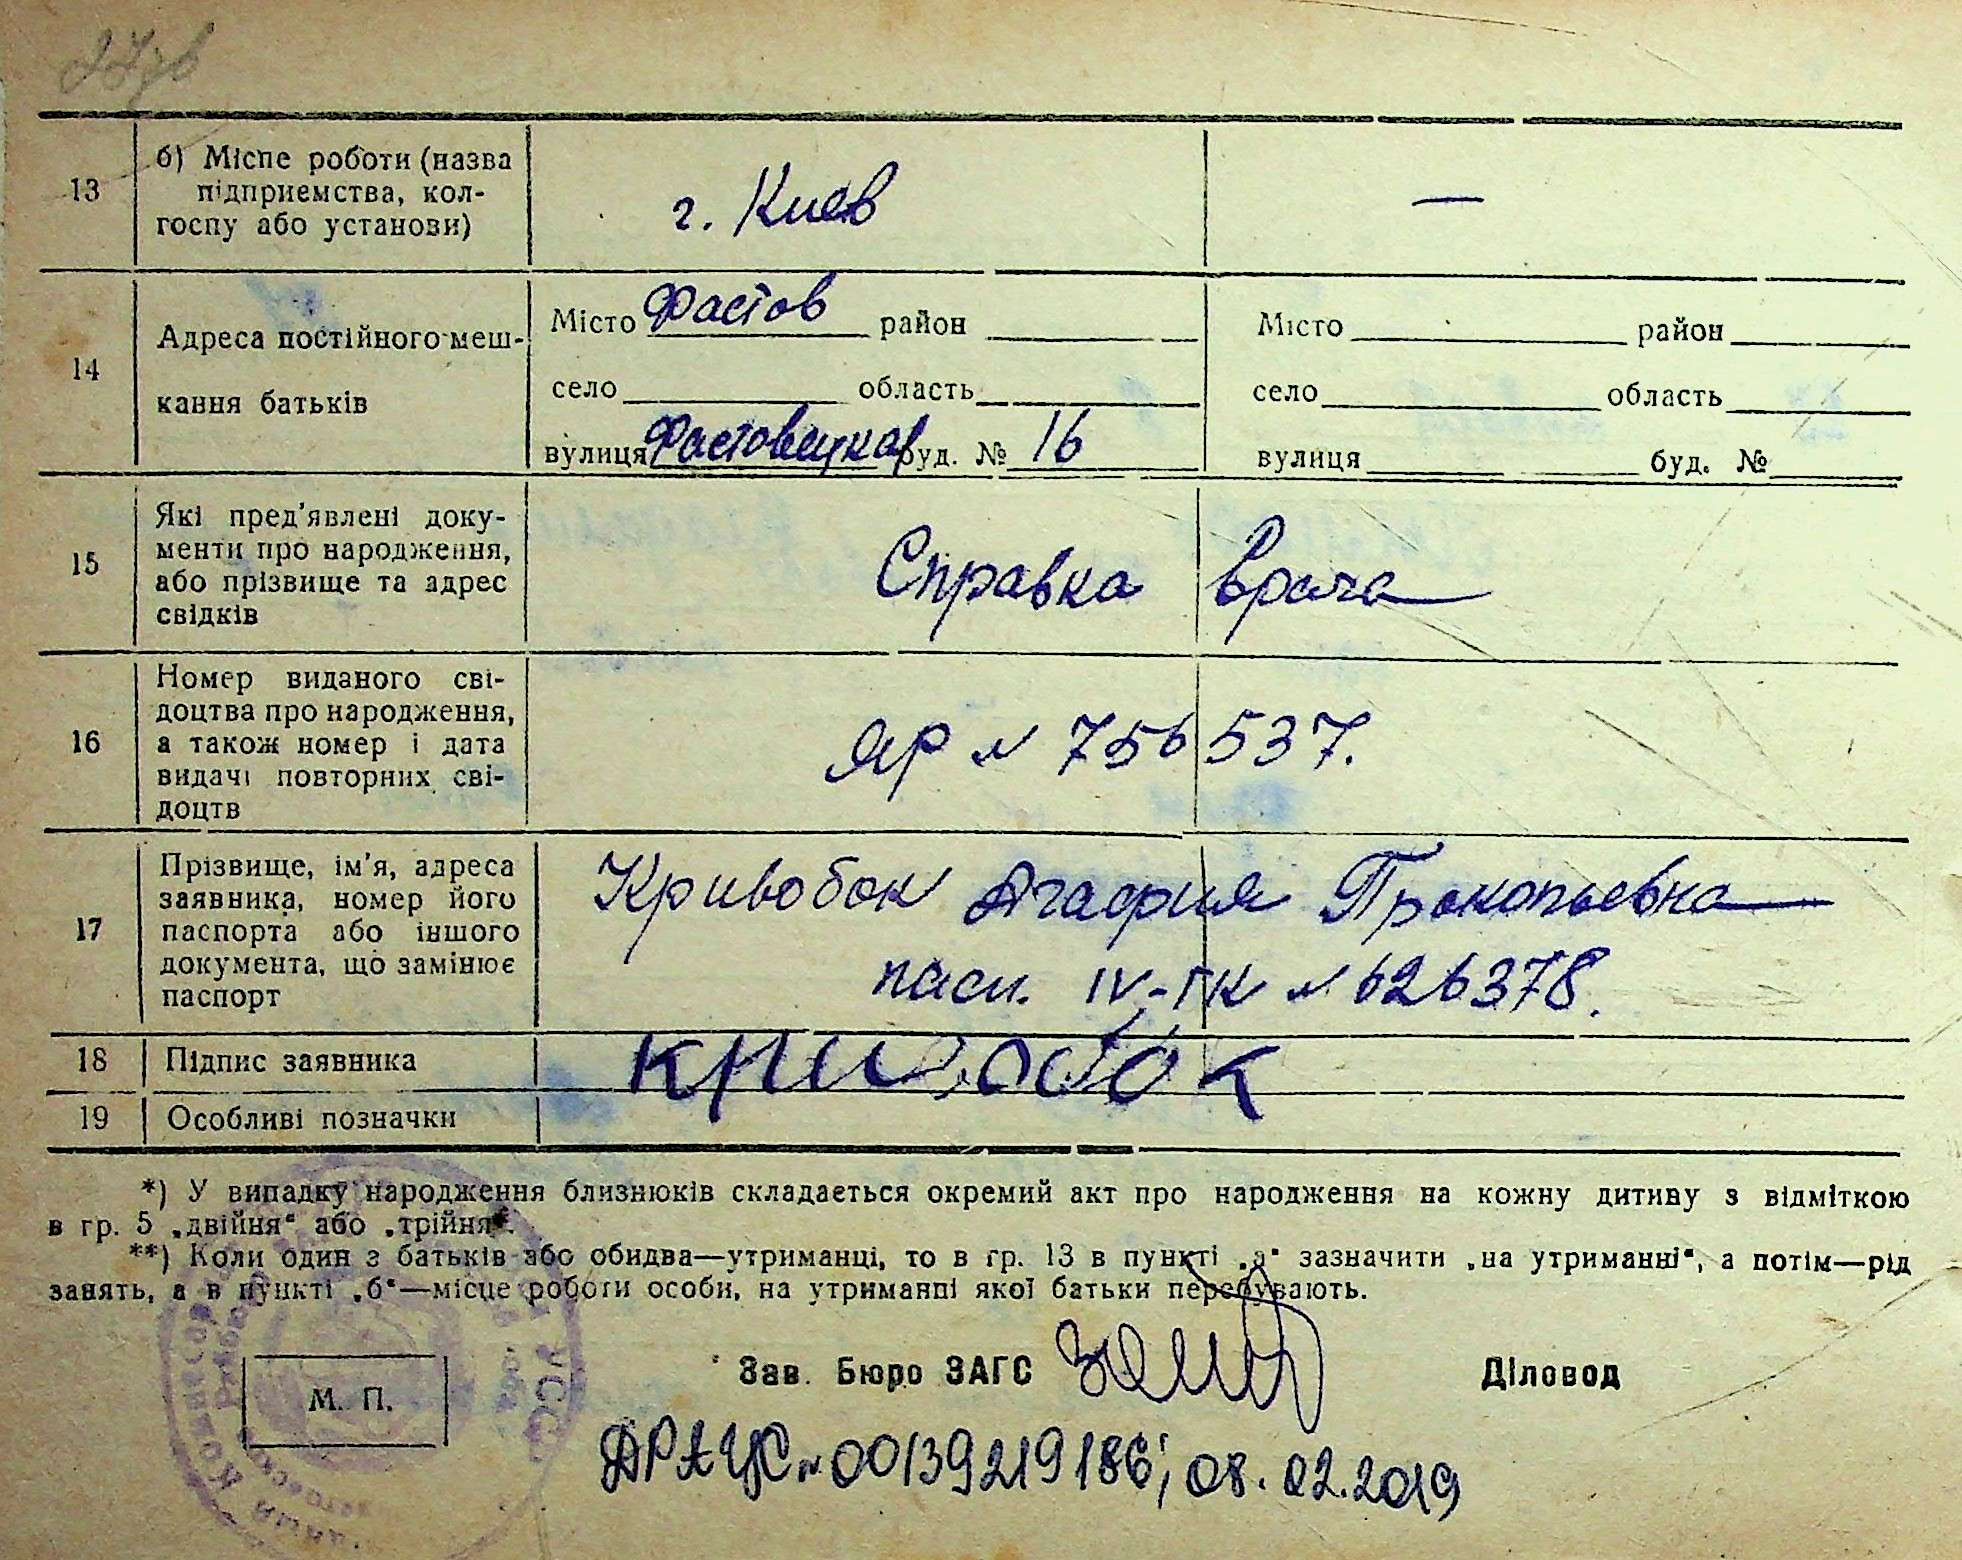 13
б) Місце роботи (назва
підприємства, кол-
госпу або установи)
г. Киев
—
14
Адреса постійного меш-
кання батьків
Місто Фастов район
село область
вулиця Фастовецкая буд. № 16
Місто район
село область
вулиця буд. №
15
Які пред'явлені доку-
менти про народження,
або прізвище та адрес
свідків
Справка врача
16
Номер виданого сві-
доцтва про народження,
а також номер і дата
видачі повторних сві-
доцтв
ЯР № 756537.
17
Прізвище, ім'я, адреса
заявника, номер його
паспорта або іншого
документа, що замінює
паспорт
Кривобок Агафия Прокопьевна
пасп. IV-ГК № 626378.
18
Підпис заявника
Кривобок
19
Особливі позначки
*) У випадку народження близнюків складається окремий акт про народження на кожну дитину з відміткою
в гр. 5 „двійня“ або „трійня“.
**) Коли один з батьків або обидва—утриманці, то в гр. 13 в пункті „а“ зазначити „на утриманні“, а потім—рід
занять, а в пункті „б“—місце роботи особи, на утриманні якої батьки перебувають.
М. П.
Зав. Бюро ЗАГС
Діловод
ДРАЦС № 00139219186; 08.02.2019